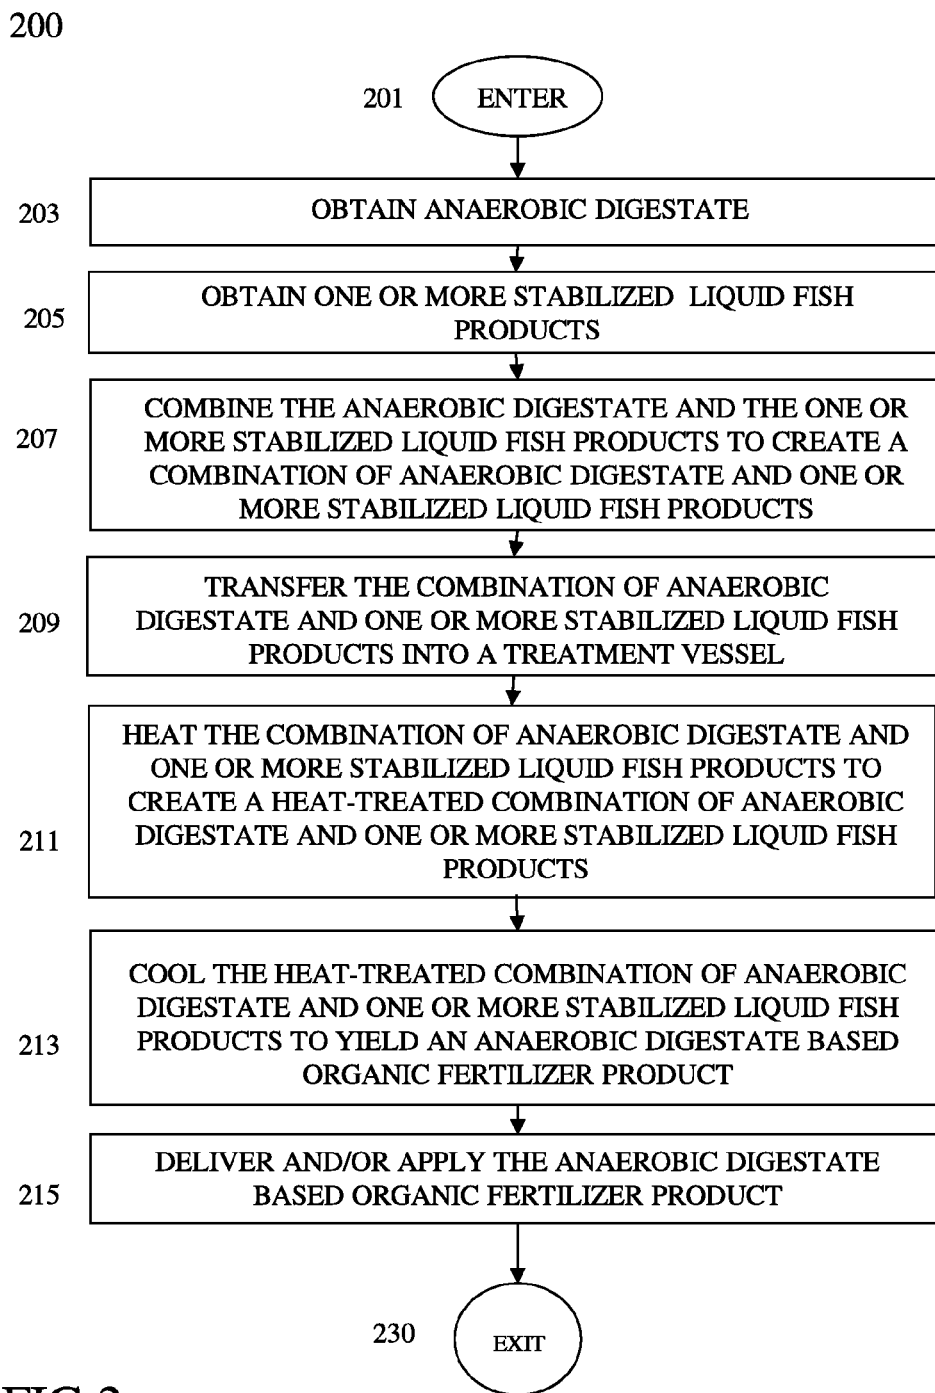 200
201
ENTER
203
OBTAIN ANAEROBIC DIGESTATE
205
OBTAIN ONE OR MORE STABILIZED LIQUID FISH
PRODUCTS
207
COMBINE THE ANAEROBIC DIGESTATE AND THE ONE OR
MORE STABILIZED LIQUID FISH PRODUCTS TO CREATE A
COMBINATION OF ANAEROBIC DIGESTATE AND ONE OR
MORE STABILIZED LIQUID FISH PRODUCTS
209
TRANSFER THE COMBINATION OF ANAEROBIC
DIGESTATE AND ONE OR MORE STABILIZED LIQUID FISH
PRODUCTS INTO A TREATMENT VESSEL
211
HEAT THE COMBINATION OF ANAEROBIC DIGESTATE AND
ONE OR MORE STABILIZED LIQUID FISH PRODUCTS TO
CREATE A HEAT-TREATED COMBINATION OF ANAEROBIC
DIGESTATE AND ONE OR MORE STABILIZED LIQUID FISH
PRODUCTS
213
COOL THE HEAT-TREATED COMBINATION OF ANAEROBIC
DIGESTATE AND ONE OR MORE STABILIZED LIQUID FISH
PRODUCTS TO YIELD AN ANAEROBIC DIGESTATE BASED
ORGANIC FERTILIZER PRODUCT
215
DELIVER AND/OR APPLY THE ANAEROBIC DIGESTATE
BASED ORGANIC FERTILIZER PRODUCT
230
EXIT